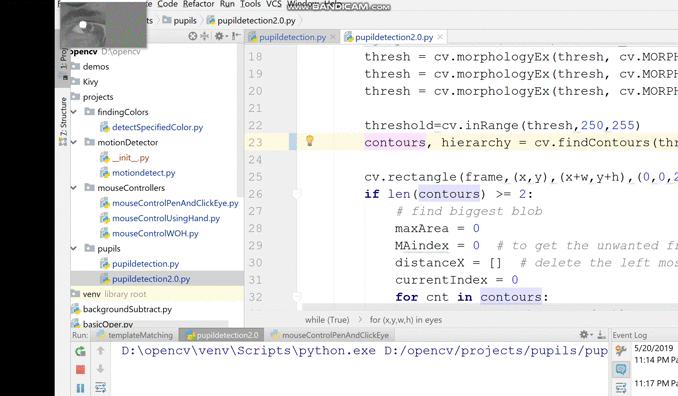 Code Refactor Run Tools VCS
www.BANDICAM.com
pupils pupildetection2.0.py
1: Proj
7: Structure
opencv D:\opencv
demos
Kivy
projects
findingColors
detectSpecifiedColor.py
motionDetector
__init__.py
motiondetect.py
mouseControllers
mouseControlPenAndClickEye.py
mouseControlUsingHand.py
mouseControlWOH.py
pupils
pupildetection.py
pupildetection2.0.py
venv library root
backgroundSubtract.py
basicOper.py
pupildetection.py pupildetection2.0.py
18 thresh = cv.morphologyEx(thresh, cv.MORPH
19 thresh = cv.morphologyEx(thresh, cv.MORPH
20 thresh = cv.morphologyEx(thresh, cv.MORPH
21
22 threshold=cv.inRange(thresh,250,255)
23 contours, hierarchy = cv.findContours(thr
24
25 cv.rectangle(frame,(x,y),(x+w,y+h),(0,0,2
26 if len(contours) >= 2:
27 # find biggest blob
28 maxArea = 0
29 MAindex = 0 # to get the unwanted fr
30 distanceX = [] # delete the left mos
31 currentIndex = 0
32 for cnt in contours:
while (True) for (x,y,w,h) in eyes
Run: templateMatching pupildetection2.0 mouseControlPenAndClickEye
D:\opencv\venv\Scripts\python.exe D:/opencv/projects/pupils/pup
Event Log
5/20/2019
11:14 PM Pa
11:17 PM Pa